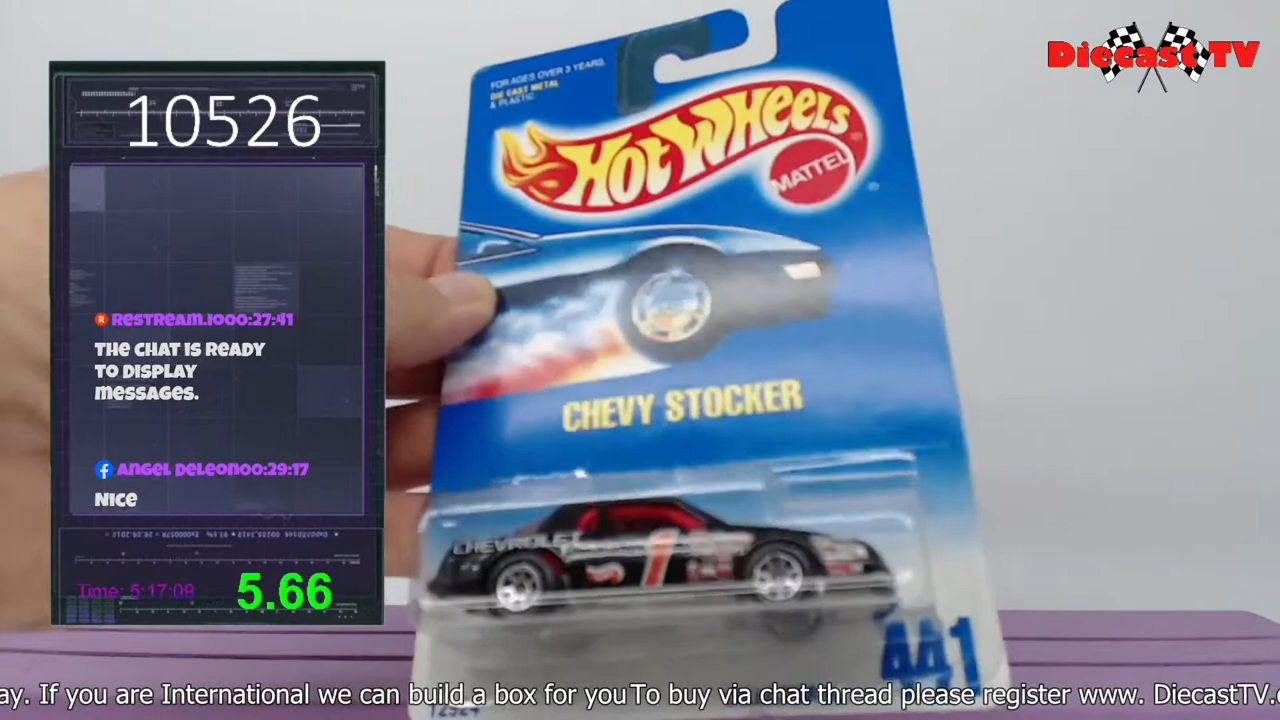 Diecast TV
10526
RESTREAM.IO00:27:41
THE CHAT IS READY
TO DISPLAY
MESSAGES.
ANGEL DELEON00:29:17
NICE
Time: 5:17:09
5.66
FOR AGES OVER 3 YEARS.
DIE CAST METAL
& PLASTIC
HOT WHEELS
MATTEL
CHEVY STOCKER
CHEVROLET
1
441
ay. If you are International we can build a box for you To buy via chat thread please register www. DiecastTV.